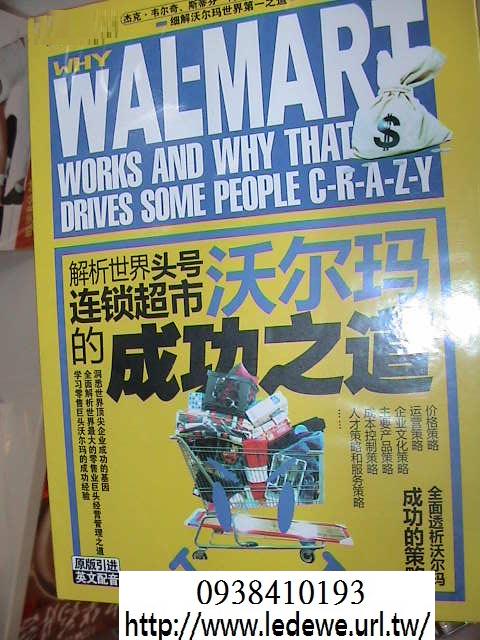 杰克·韦尔奇、斯蒂芬
细解沃尔玛世界第一之道
WHY
WAL-MART
WORKS AND WHY THAT
DRIVES SOME PEOPLE C-R-A-Z-Y
$
解析世界头号
连锁超市沃尔玛
的成功之道
洞悉世界顶尖企业成功的基因
全面解析世界最大的零售业巨头经营管理之道
学习零售巨头沃尔玛的成功经验
价格策略
运营策略
企业文化策略
主要产品策略
成本控制策略
人才策略和服务策略
……
全面透析沃尔玛
成功的策略
原版引进
英文配音
0938410193
http://www.ledewe.url.tw/